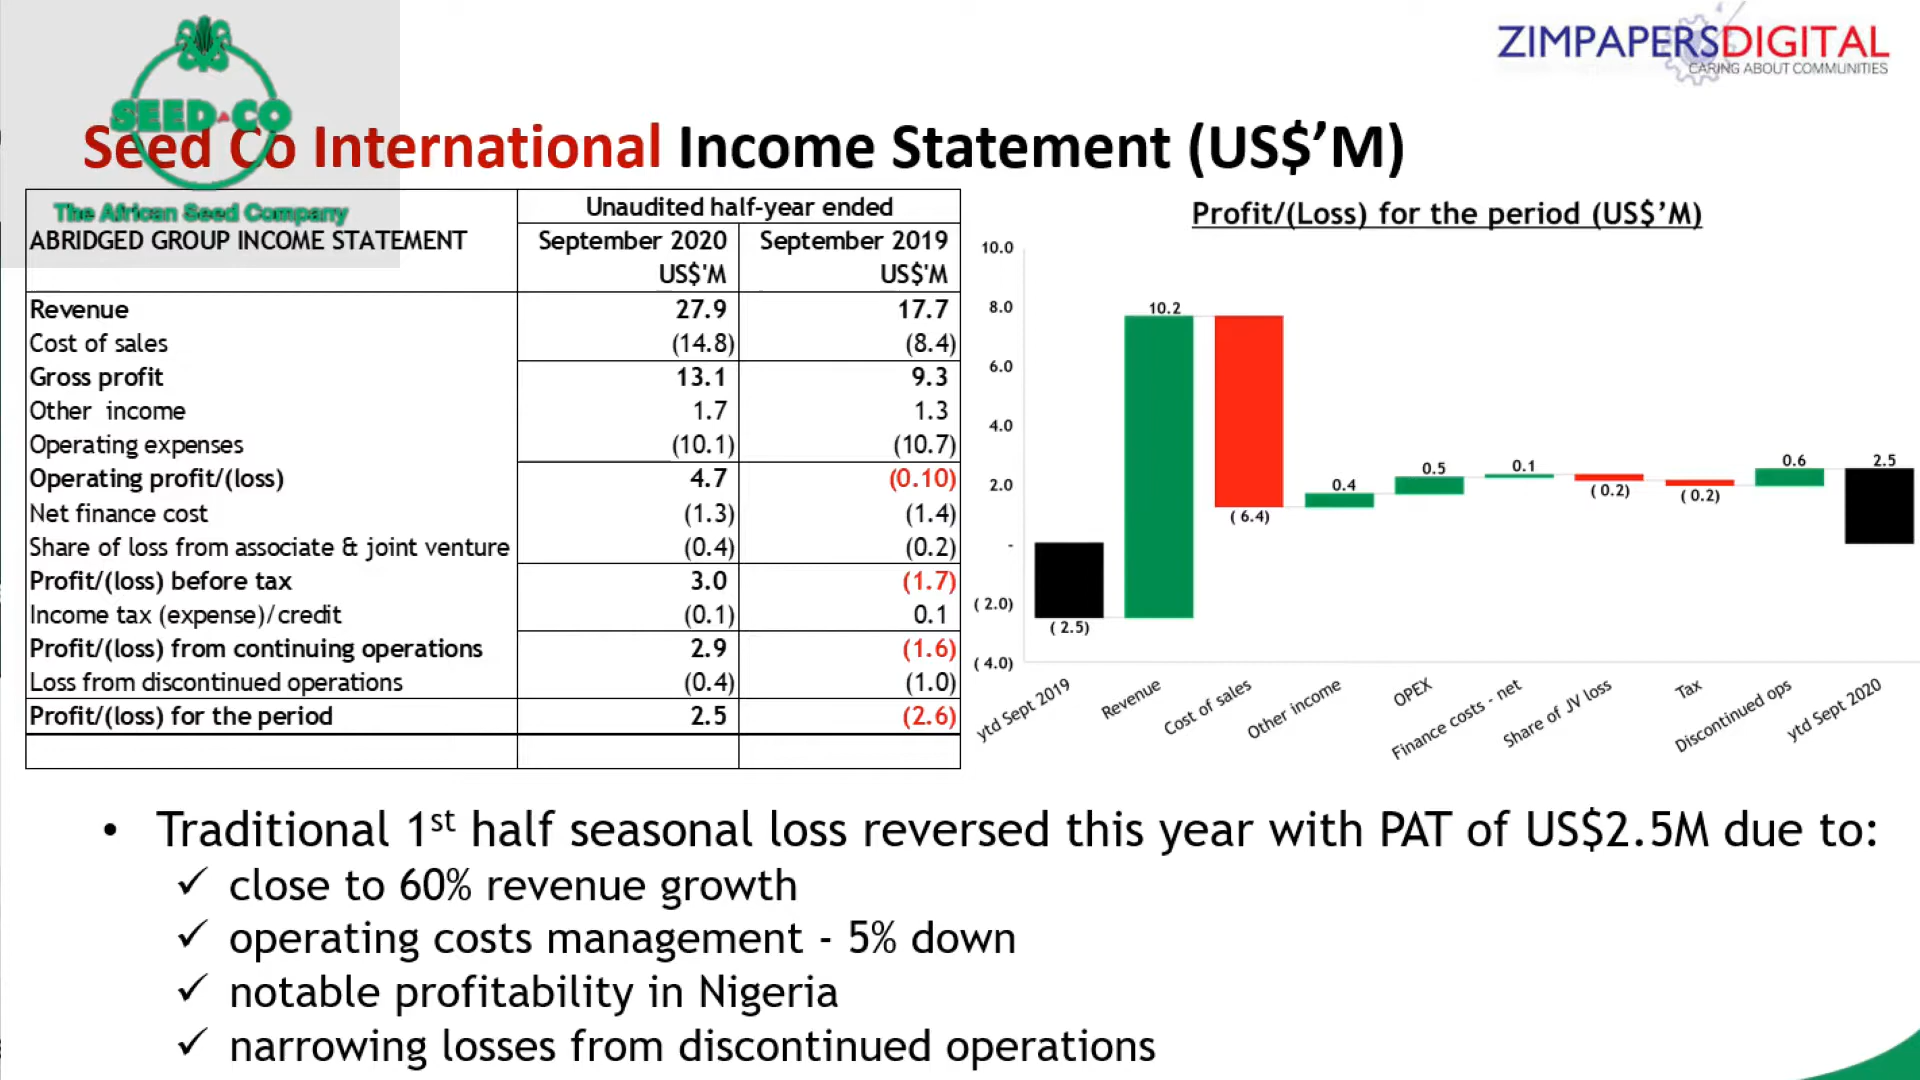 SEED CO
The African Seed Company
ZIMPAPERSDIGITAL
CARING ABOUT COMMUNITIES
Seed Co International Income Statement (US$’M)
Unaudited half-year ended
ABRIDGED GROUP INCOME STATEMENT September 2020 September 2019
US$'M US$'M
Revenue 27.9 17.7
Cost of sales (14.8) (8.4)
Gross profit 13.1 9.3
Other income 1.7 1.3
Operating expenses (10.1) (10.7)
Operating profit/(loss) 4.7 (0.10)
Net finance cost (1.3) (1.4)
Share of loss from associate & joint venture (0.4) (0.2)
Profit/(loss) before tax 3.0 (1.7)
Income tax (expense)/credit (0.1) 0.1
Profit/(loss) from continuing operations 2.9 (1.6)
Loss from discontinued operations (0.4) (1.0)
Profit/(loss) for the period 2.5 (2.6)
Profit/(Loss) for the period (US$’M)
10.0
8.0
6.0
4.0
2.0
-
( 2.0)
( 4.0)
( 2.5)
10.2
( 6.4)
0.4
0.5
0.1
( 0.2)
( 0.2)
0.6
2.5
ytd Sept 2019
Revenue
Cost of sales
Other income
OPEX
Finance costs - net
Share of JV loss
Tax
Discontinued ops
ytd Sept 2020
• Traditional 1st half seasonal loss reversed this year with PAT of US$2.5M due to:
✓ close to 60% revenue growth
✓ operating costs management - 5% down
✓ notable profitability in Nigeria
✓ narrowing losses from discontinued operations